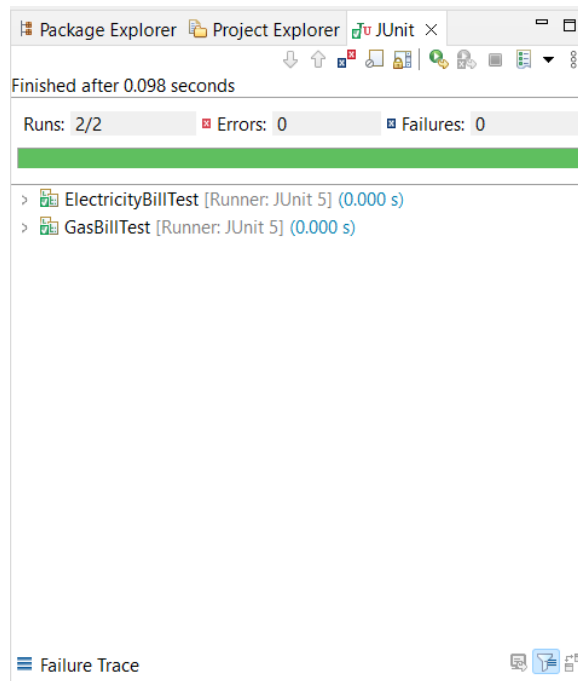 Package Explorer Project Explorer JUnit
Finished after 0.098 seconds
Runs: 2/2 Errors: 0 Failures: 0
ElectricityBillTest [Runner: JUnit 5] (0.000 s)
GasBillTest [Runner: JUnit 5] (0.000 s)
Failure Trace